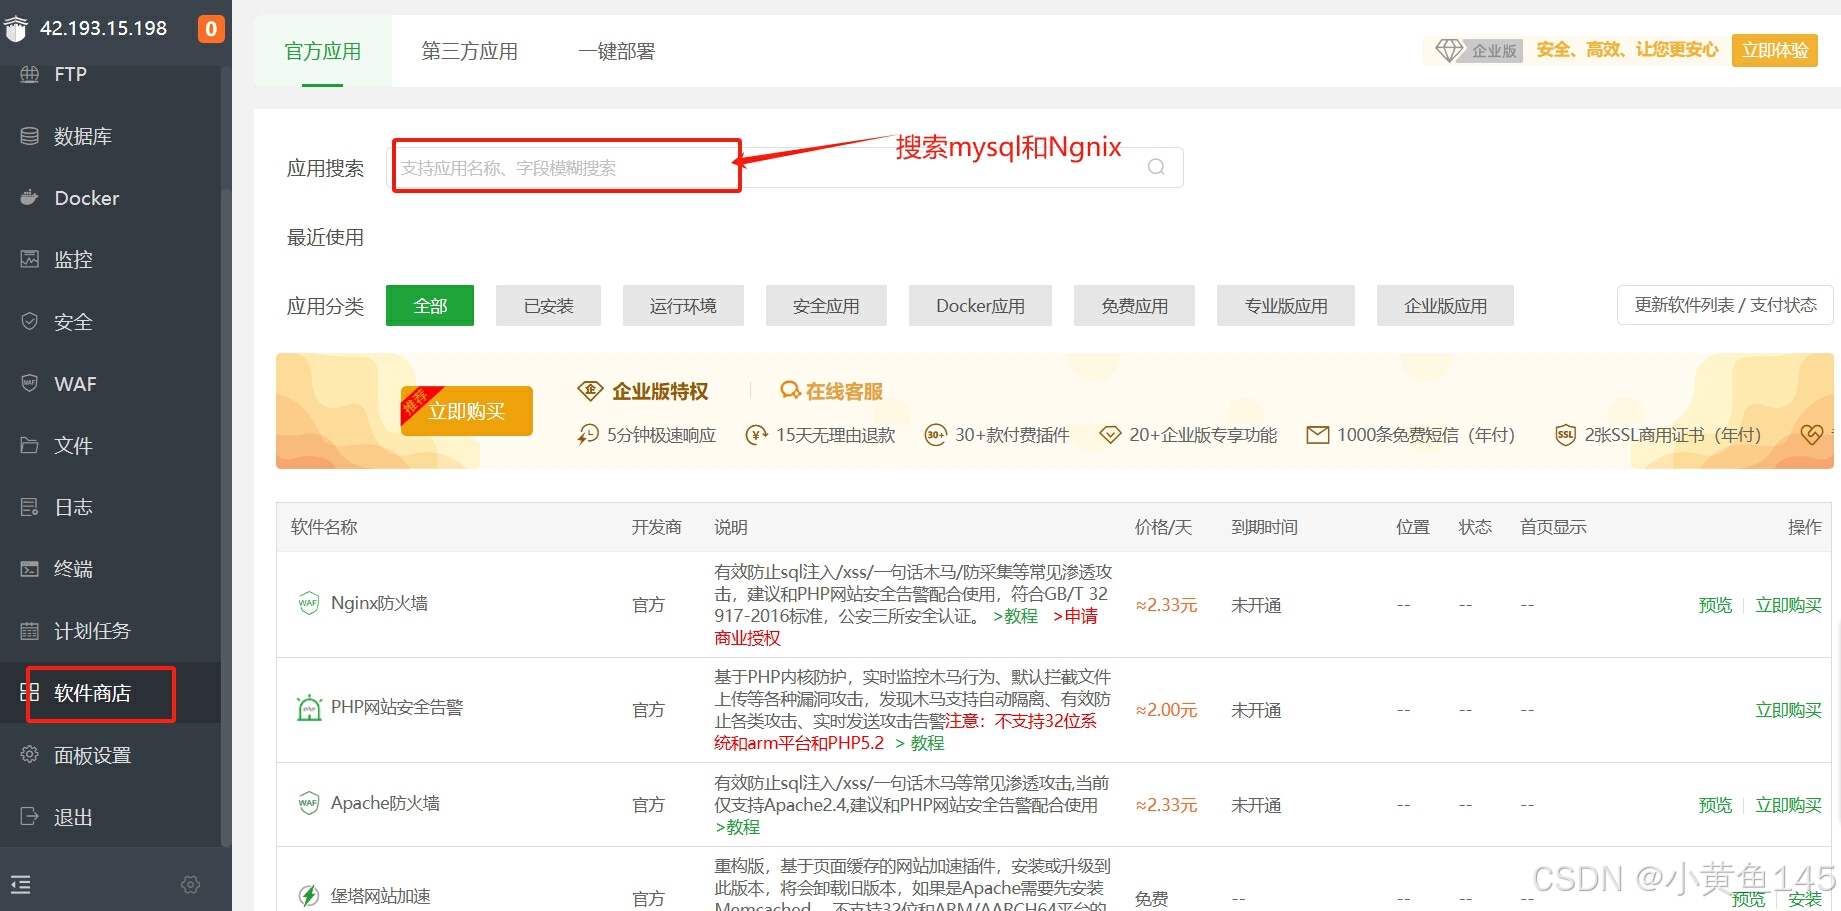 42.193.15.198
0
FTP
数据库
Docker
监控
安全
WAF
文件
日志
终端
计划任务
软件商店
面板设置
退出
官方应用 第三方应用 一键部署
企业版 安全、高效、让您更安心 立即体验
应用搜索 支持应用名称、字段模糊搜索
搜索mysql和Ngnix
最近使用
应用分类 全部 已安装 运行环境 安全应用 Docker应用 免费应用 专业版应用 企业版应用 更新软件列表 / 支付状态
推荐 立即购买
企业版特权 在线客服
5分钟极速响应 15天无理由退款 30+ 30+款付费插件 20+企业版专享功能 1000条免费短信（年付） SSL 2张SSL商用证书（年付）
软件名称 开发商 说明 价格/天 到期时间 位置 状态 首页显示 操作
WAF Nginx防火墙 官方
有效防止sql注入/xss/一句话木马/防采集等常见渗透攻
击，建议和PHP网站安全告警配合使用，符合GB/T 32
917-2016标准，公安三所安全认证。 >教程 >申请
商业授权
≈2.33元 未开通 -- -- -- 预览 立即购买
PHP网站安全告警 官方
基于PHP内核防护，实时监控木马行为、默认拦截文件
上传等各种漏洞攻击，发现木马支持自动隔离、有效防
止各类攻击、实时发送攻击告警注意：不支持32位系
统和arm平台和PHP5.2 > 教程
≈2.00元 未开通 -- -- -- 立即购买
WAF Apache防火墙 官方
有效防止sql注入/xss/一句话木马等常见渗透攻击,当前
仅支持Apache2.4,建议和PHP网站安全告警配合使用
>教程
≈2.33元 未开通 -- -- -- 预览 立即购买
堡塔网站加速 官方
重构版，基于页面缓存的网站加速插件，安装或升级到
此版本，将会卸载旧版本，如果是Apache需要先安装
Memcached， 不支持32位和ARM/AARCH64平台的
免费 -- -- -- -- 预览 安装
CSDN @小黄鱼145